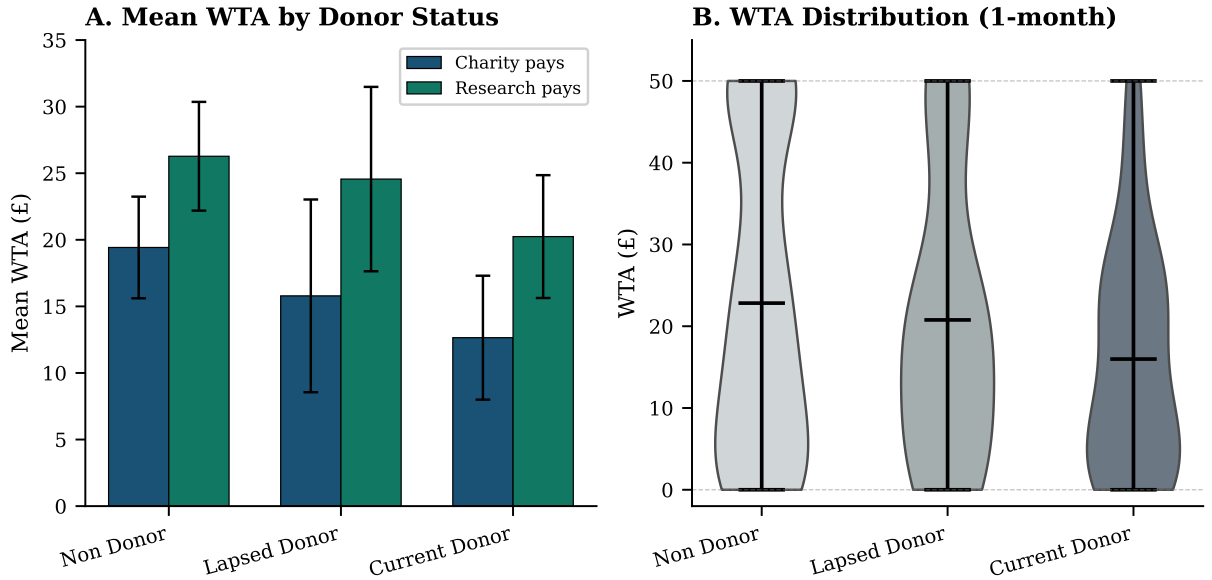 A. Mean WTA by Donor Status
Mean WTA (£)
35
30
25
20
15
10
5
0
Charity pays
Research pays
Non Donor
Lapsed Donor
Current Donor
B. WTA Distribution (1-month)
WTA (£)
50
40
30
20
10
0
Non Donor
Lapsed Donor
Current Donor